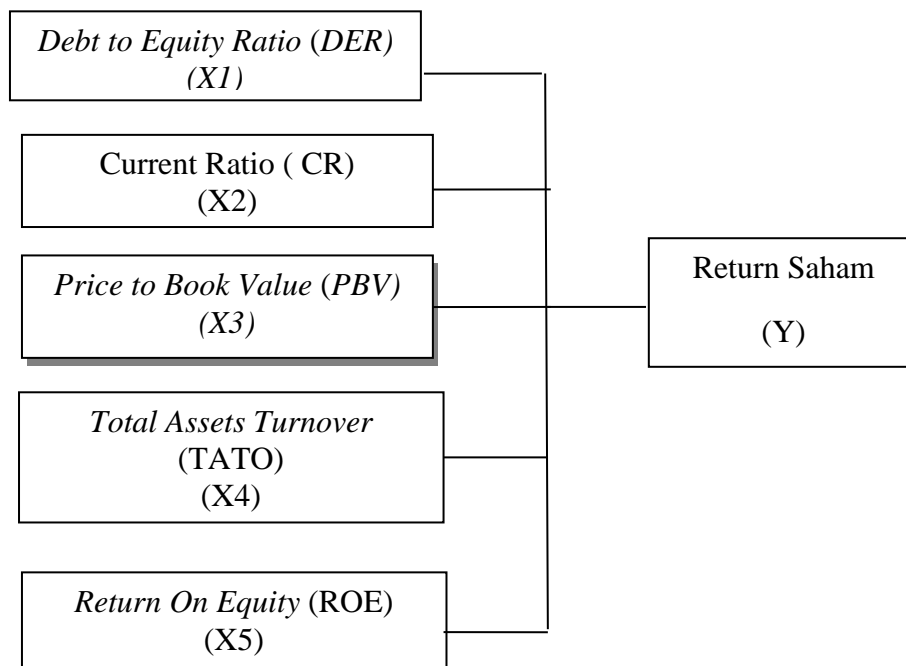 Debt to Equity Ratio (DER)
(X1)
Current Ratio ( CR)
(X2)
Price to Book Value (PBV)
(X3)
Return Saham
(Y)
Total Assets Turnover
(TATO)
(X4)
Return On Equity (ROE)
(X5)